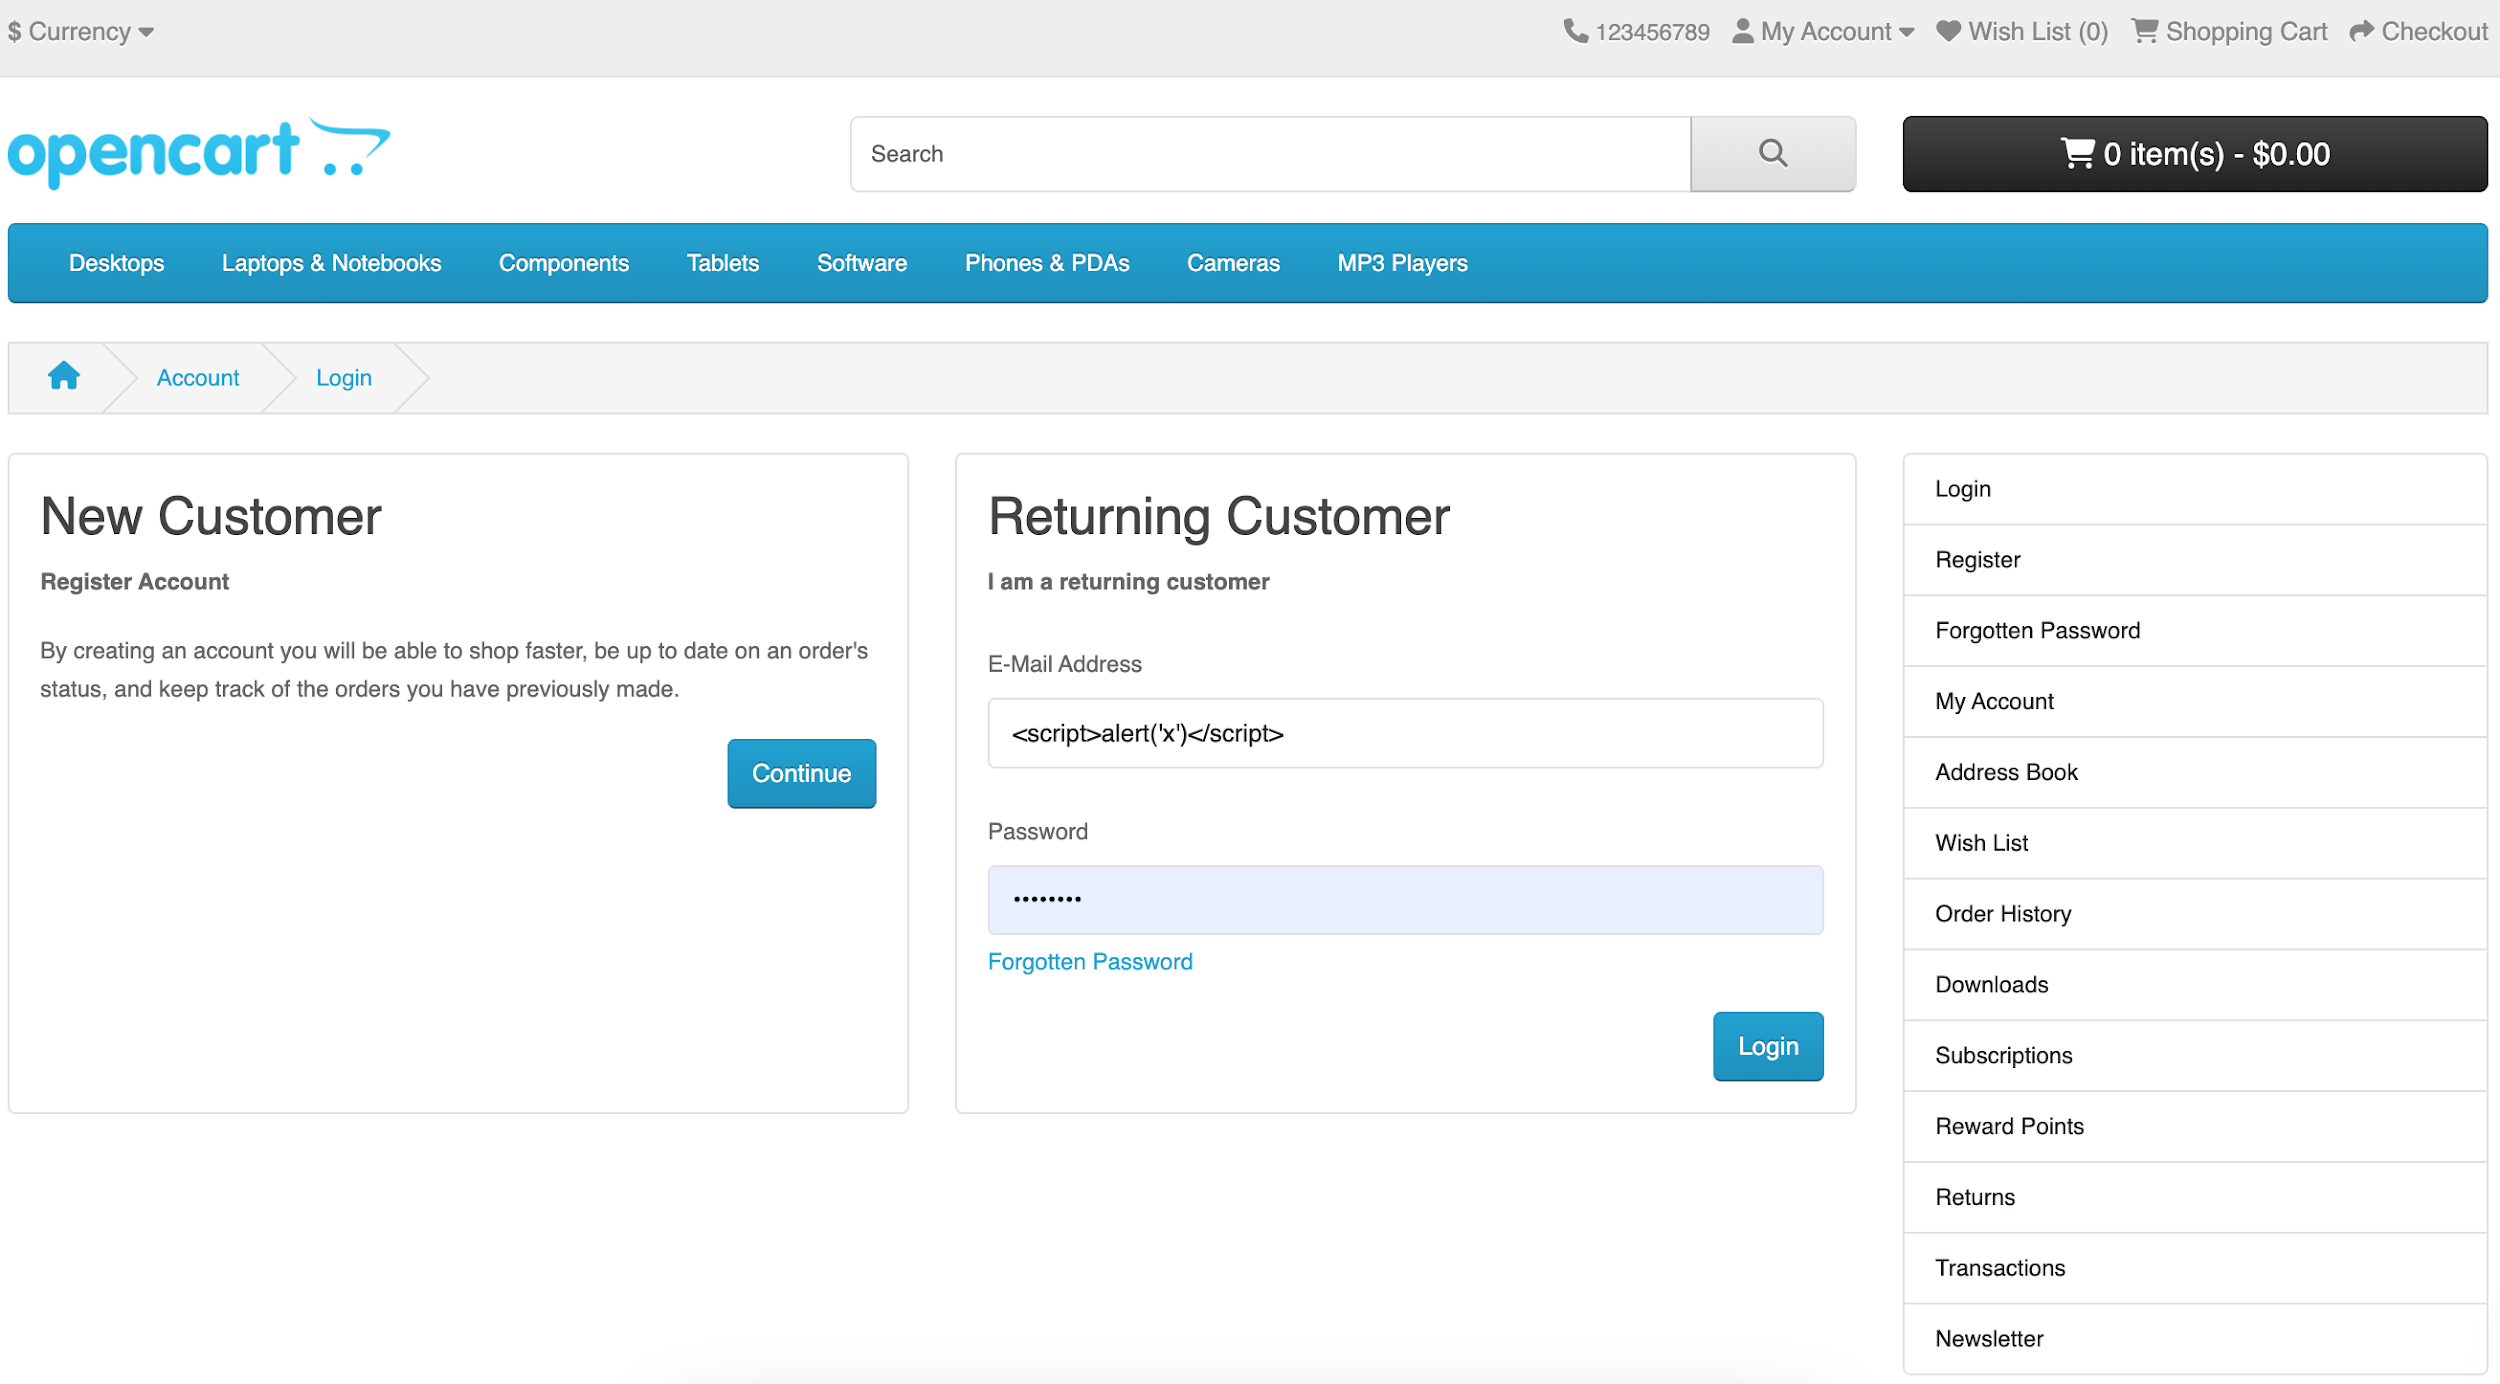 $ Currency
123456789 My Account Wish List (0) Shopping Cart Checkout
opencart
Search
0 item(s) - $0.00
Desktops Laptops & Notebooks Components Tablets Software Phones & PDAs Cameras MP3 Players
Account Login
New Customer
Register Account
By creating an account you will be able to shop faster, be up to date on an order's
status, and keep track of the orders you have previously made.
Continue
Returning Customer
I am a returning customer
E-Mail Address
<script>alert('x')</script>
Password
••••••••
Forgotten Password
Login
Login
Register
Forgotten Password
My Account
Address Book
Wish List
Order History
Downloads
Subscriptions
Reward Points
Returns
Transactions
Newsletter